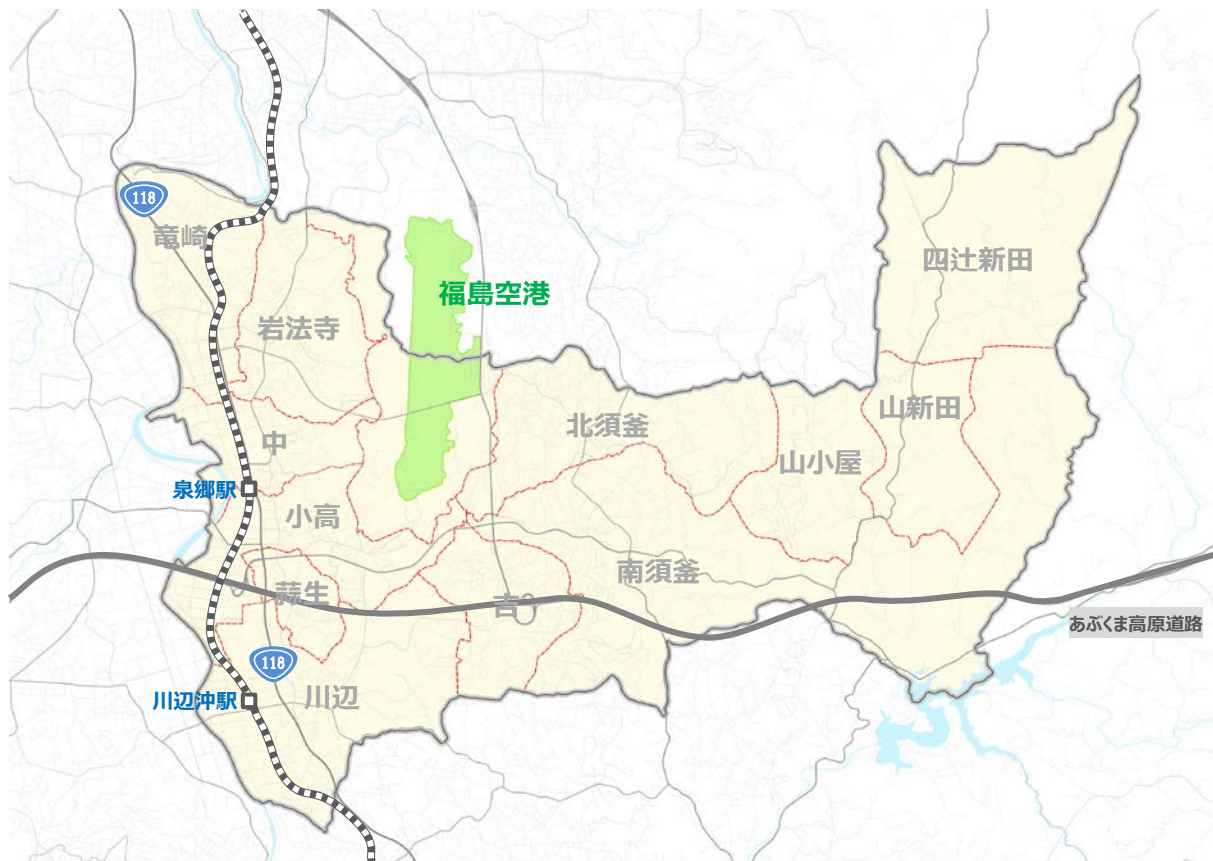 118
竜崎
四辻新田
福島空港
岩法寺
山新田
北須釜
中
山小屋
泉郷駅
小高
南須釜
蒜生
吉
あぶくま高原道路
118
川辺沖駅
川辺